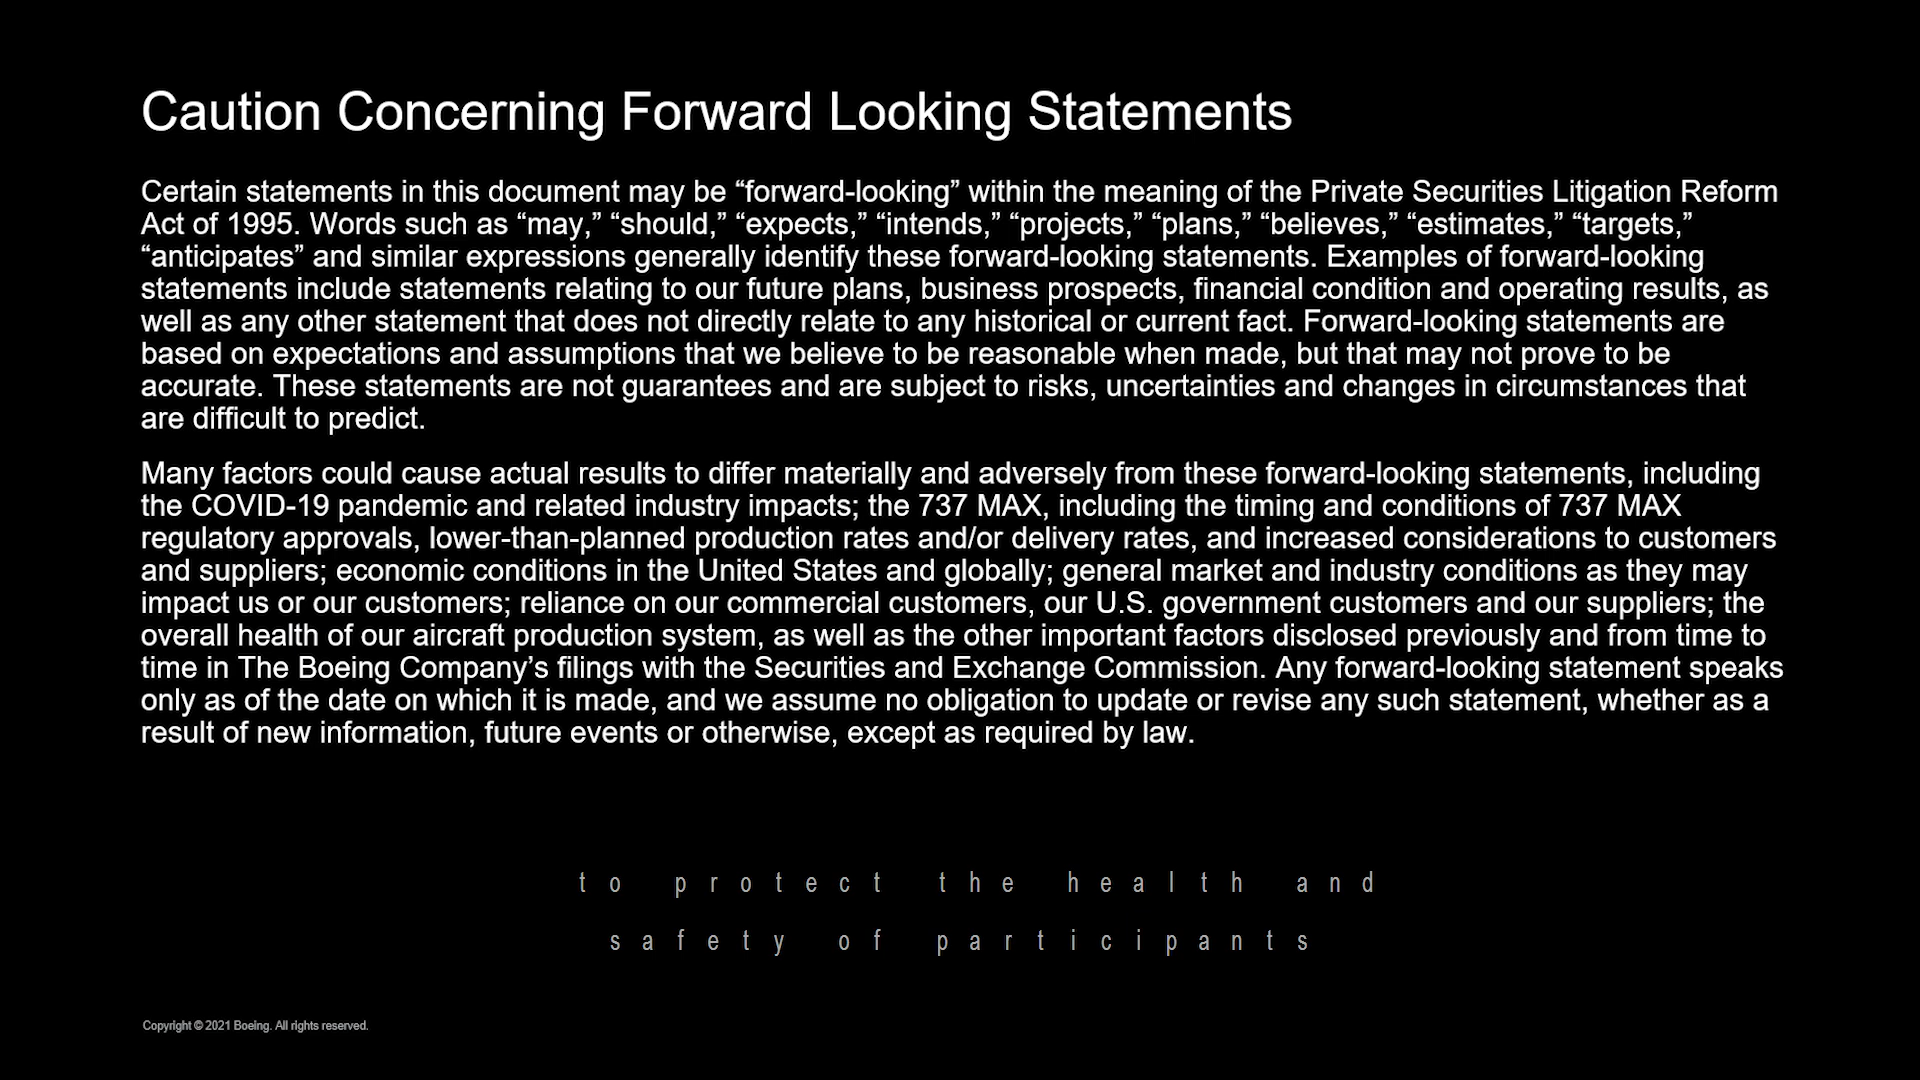 Caution Concerning Forward Looking Statements
Certain statements in this document may be “forward-looking” within the meaning of the Private Securities Litigation Reform
Act of 1995. Words such as “may,” “should,” “expects,” “intends,” “projects,” “plans,” “believes,” “estimates,” “targets,”
“anticipates” and similar expressions generally identify these forward-looking statements. Examples of forward-looking
statements include statements relating to our future plans, business prospects, financial condition and operating results, as
well as any other statement that does not directly relate to any historical or current fact. Forward-looking statements are
based on expectations and assumptions that we believe to be reasonable when made, but that may not prove to be
accurate. These statements are not guarantees and are subject to risks, uncertainties and changes in circumstances that
are difficult to predict.
Many factors could cause actual results to differ materially and adversely from these forward-looking statements, including
the COVID-19 pandemic and related industry impacts; the 737 MAX, including the timing and conditions of 737 MAX
regulatory approvals, lower-than-planned production rates and/or delivery rates, and increased considerations to customers
and suppliers; economic conditions in the United States and globally; general market and industry conditions as they may
impact us or our customers; reliance on our commercial customers, our U.S. government customers and our suppliers; the
overall health of our aircraft production system, as well as the other important factors disclosed previously and from time to
time in The Boeing Company’s filings with the Securities and Exchange Commission. Any forward-looking statement speaks
only as of the date on which it is made, and we assume no obligation to update or revise any such statement, whether as a
result of new information, future events or otherwise, except as required by law.
to protect the health and
safety of participants
Copyright © 2021 Boeing. All rights reserved.